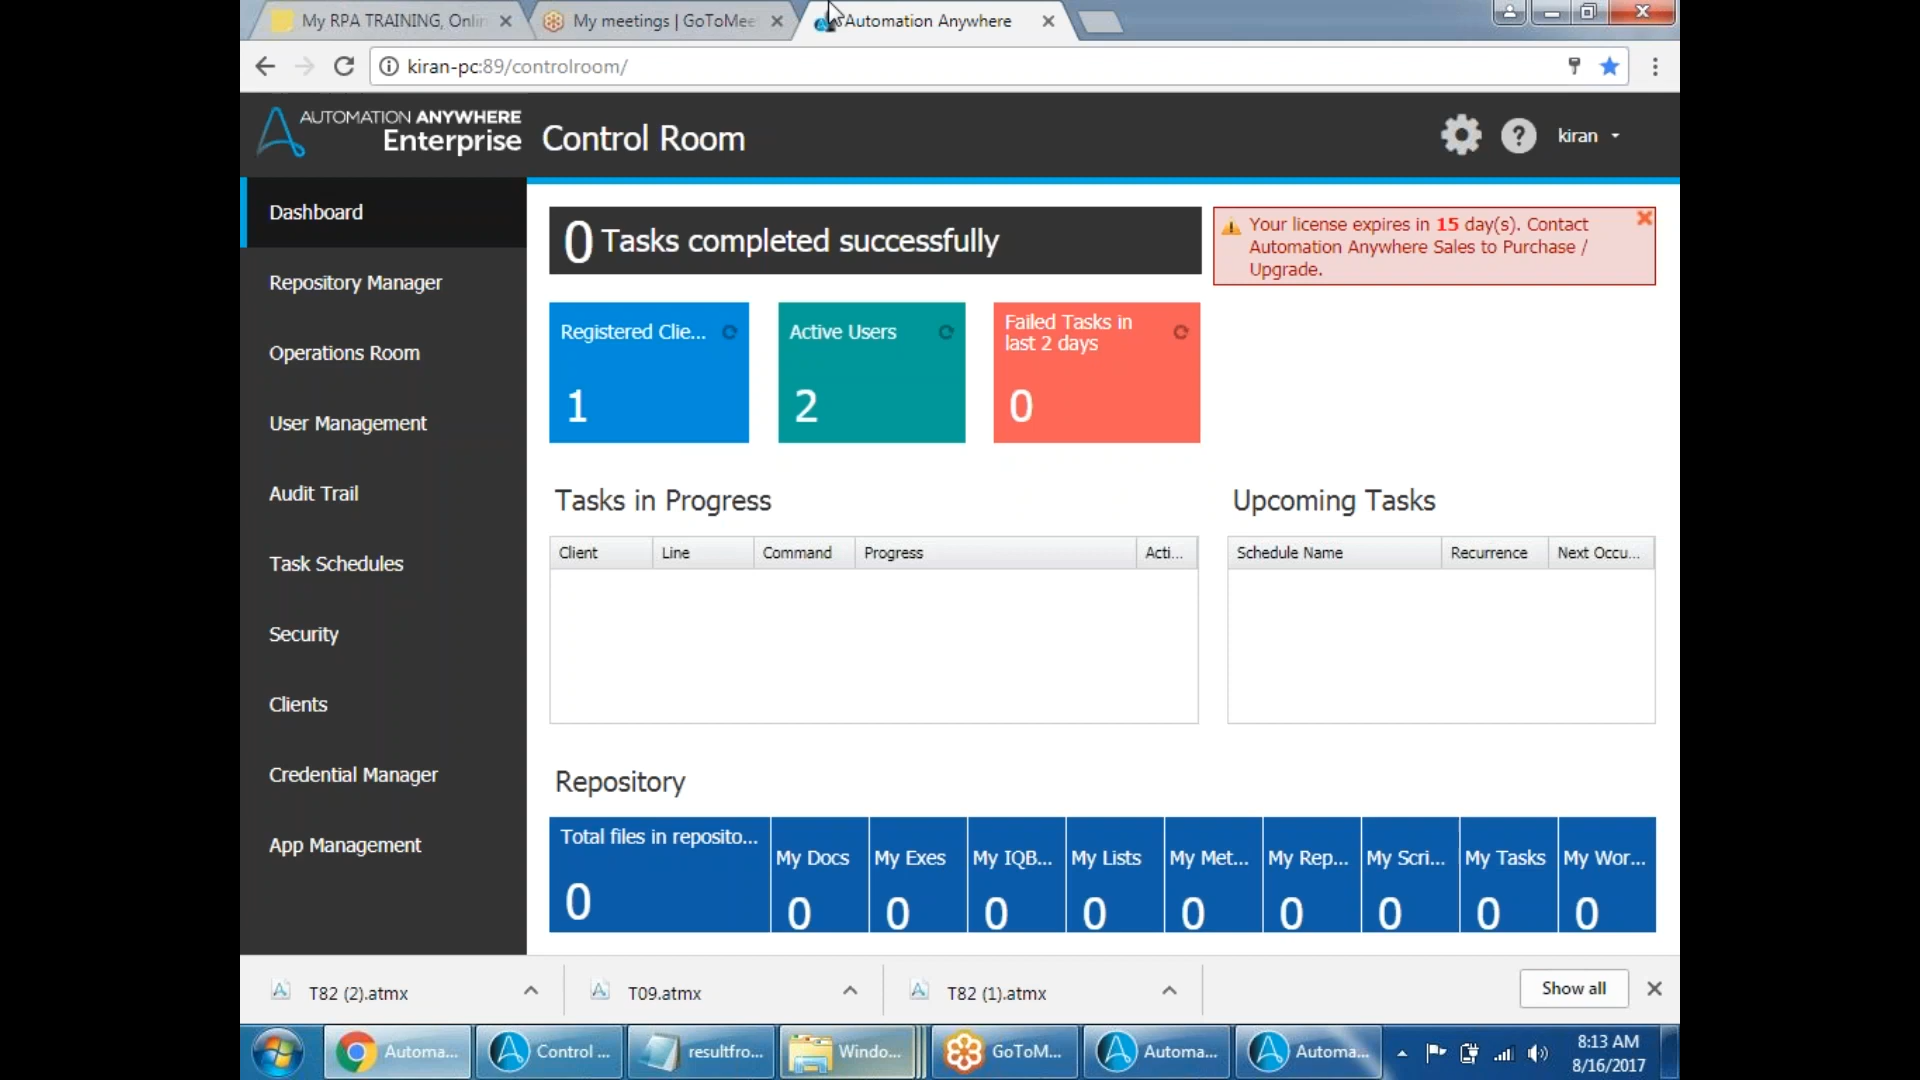 My RPA TRAINING, Onlin
My meetings | GoToMee
Automation Anywhere
kiran-pc:89/controlroom/
AUTOMATION ANYWHERE
Enterprise
Control Room
kiran
Dashboard
Repository Manager
Operations Room
User Management
Audit Trail
Task Schedules
Security
Clients
Credential Manager
App Management
0 Tasks completed successfully
Your license expires in 15 day(s). Contact
Automation Anywhere Sales to Purchase /
Upgrade.
Registered Clie...
1
Active Users
2
Failed Tasks in
last 2 days
0
Tasks in Progress
Client Line Command Progress Acti...
Upcoming Tasks
Schedule Name Recurrence Next Occu...
Repository
Total files in reposito...
0
My Docs
0
My Exes
0
My IQB...
0
My Lists
0
My Met...
0
My Rep...
0
My Scri...
0
My Tasks
0
My Wor...
0
T82 (2).atmx
T09.atmx
T82 (1).atmx
Show all
Automa...
Control ...
resultfro...
Windo...
GoToM...
Automa...
Automa...
8:13 AM
8/16/2017